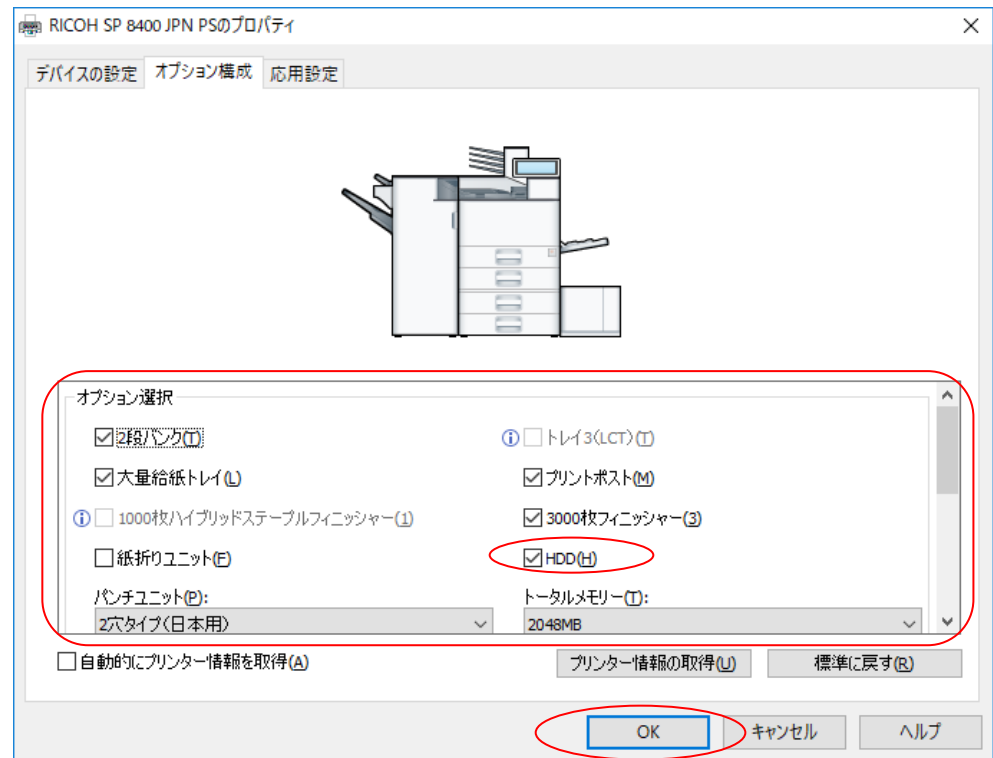 RICOH SP 8400 JPN PSのプロパティ
デバイスの設定 オプション構成 応用設定
オプション選択
2段バンク(T) トレイ3(LCT)(T)
大量給紙トレイ(L) プリントポスト(M)
1000枚ハイブリッドステープルフィニッシャー(1) 3000枚フィニッシャー(3)
紙折りユニット(F) HDD(H)
パンチユニット(P): トータルメモリー(T):
2穴タイプ(日本用) 2048MB
自動的にプリンター情報を取得(A) プリンター情報の取得(U) 標準に戻す(R)
OK キャンセル ヘルプ